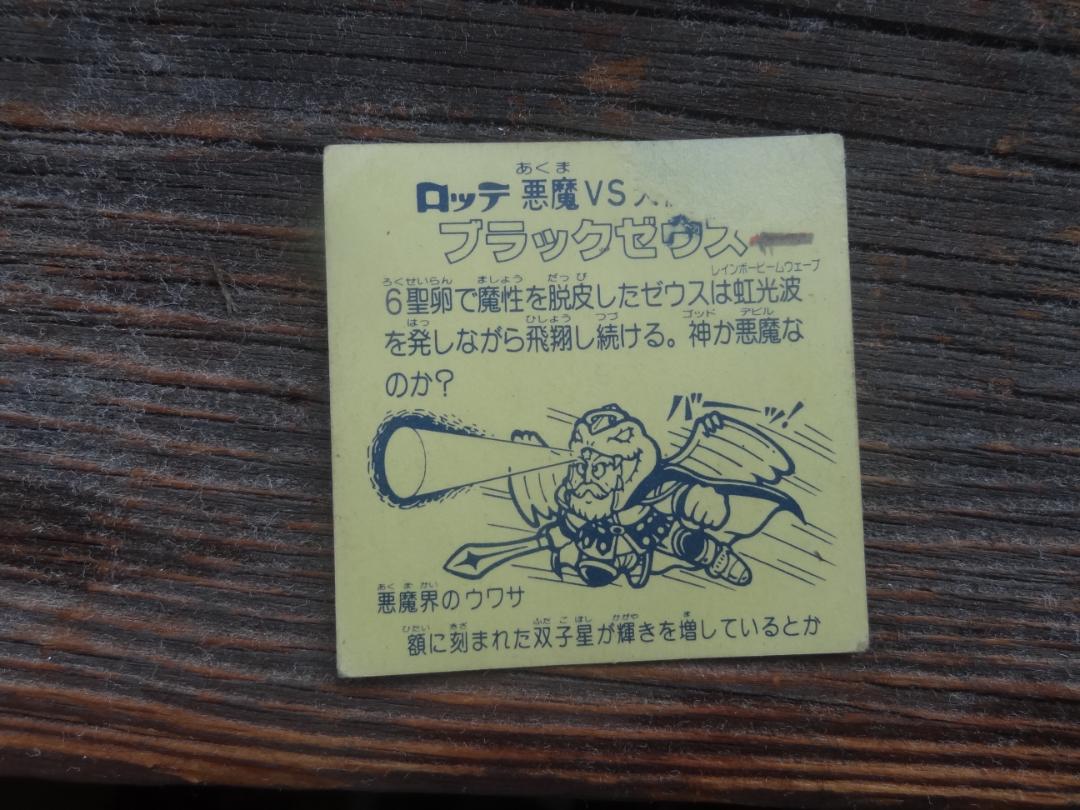 あくま
ロッテ 悪魔VS
ブラックゼウス
レインボービームウェーブ
ろくせいらん ましょう だっぴ
6聖卵で魔性を脱皮したゼウスは虹光波
はっ ひしょう つづ ゴッド デビル
を発しながら飛翔し続ける。神か悪魔な
のか?
バーッ!
あくまかい
悪魔界のウワサ
ひたい きざ ふたごぼし かがや ま
額に刻まれた双子星が輝きを増しているとか